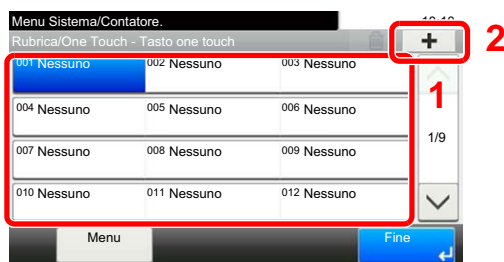 Menu Sistema/Contatore.
Rubrica/One Touch - Tasto one touch
+
2
001 Nessuno 002 Nessuno 003 Nessuno
1
004 Nessuno 005 Nessuno 006 Nessuno
1/9
007 Nessuno 008 Nessuno 009 Nessuno
010 Nessuno 011 Nessuno 012 Nessuno
Menu Fine